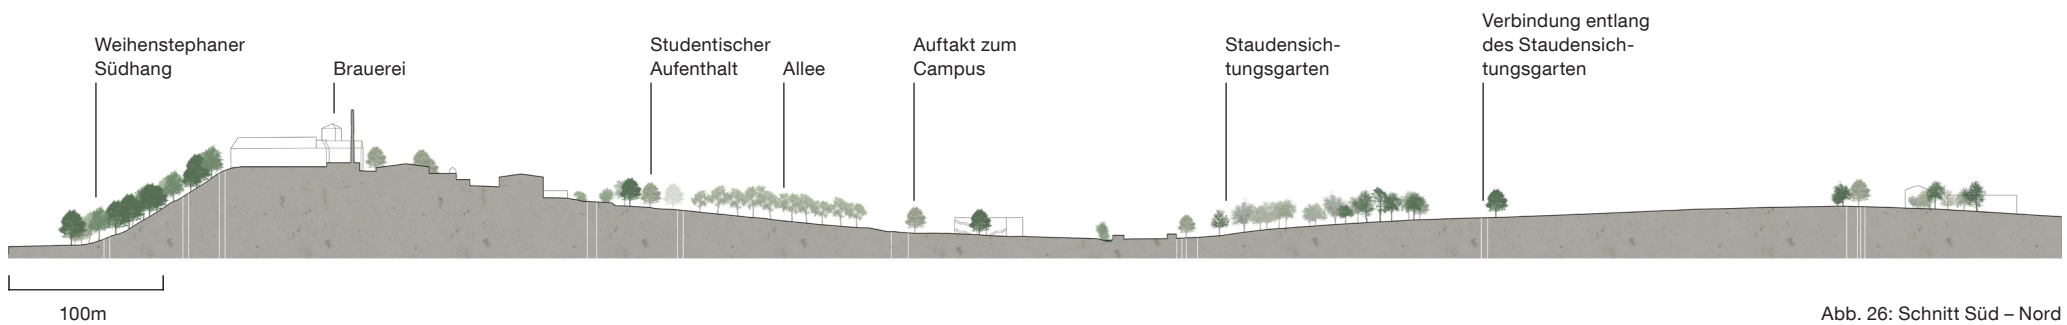 Weihenstephaner
Südhang
Brauerei
Studentischer
Aufenthalt
Allee
Auftakt zum
Campus
Staudensich-
tungsgarten
Verbindung entlang
des Staudensich-
tungsgarten
100m
Abb. 26: Schnitt Süd – Nord